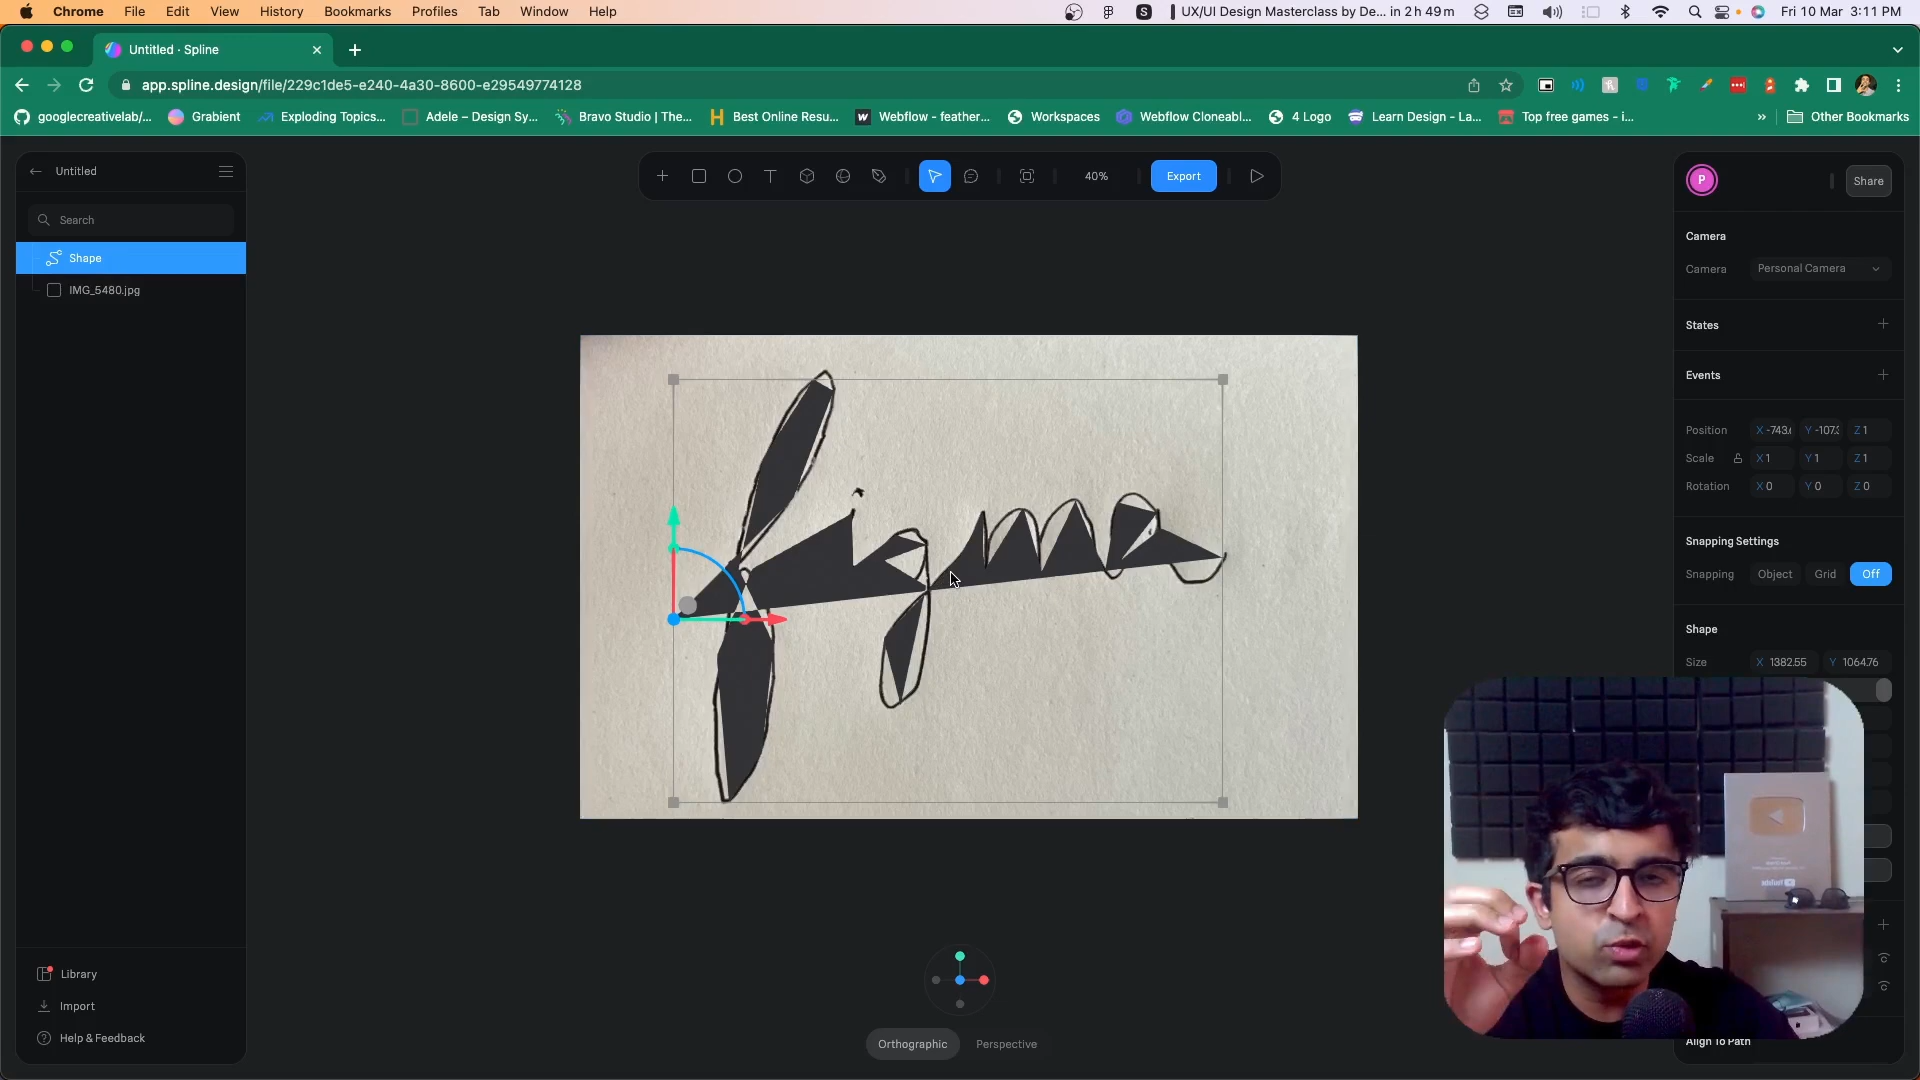 Chrome File Edit View History Bookmarks Profiles Tab Window Help
UX/UI Design Masterclass by De... in 2 h 49 m
Fri 10 Mar 3:11 PM
Untitled · Spline
app.spline.design/file/229c1de5-e240-4a30-8600-e29549774128
googlecreativelab/... Grabient Exploding Topics... Adele – Design Sy... Bravo Studio | The... Best Online Resu... Webflow - feather... Workspaces Webflow Cloneabl... 4 Logo Learn Design - La... Top free games - i... » Other Bookmarks
Untitled
Search
Shape
IMG_5480.jpg
Library
Import
Help & Feedback
40%
Export
figma
Orthographic Perspective
P
Share
Camera
Camera Personal Camera
States
Events
Position X -743. Y -107. Z 1
Scale X 1 Y 1 Z 1
Rotation X 0 Y 0 Z 0
Snapping Settings
Snapping Object Grid Off
Shape
Size X 1382.55 Y 1064.76
Align To Path